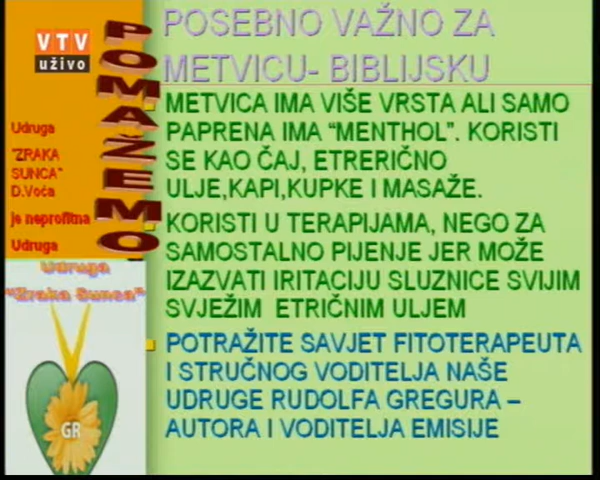 VTV
uživo
POMAŽEMO
Udruga
"ZRAKA
SUNCA"
D.Voća
je neprofitna
Udruga
Udruga
"Zraka Sunca"
GR
POSEBNO VAŽNO ZA
METVICU- BIBLIJSKU
METVICA IMA VIŠE VRSTA ALI SAMO
PAPRENA IMA "MENTHOL". KORISTI
SE KAO ČAJ, ETRERIČNO
ULJE,KAPI,KUPKE I MASAŽE.
KORISTI U TERAPIJAMA, NEGO ZA
SAMOSTALNO PIJENJE JER MOŽE
IZAZVATI IRITACIJU SLUZNICE SVIJIM
SVJEŽIM ETRIČNIM ULJEM
POTRAŽITE SAVJET FITOTERAPEUTA
I STRUČNOG VODITELJA NAŠE
UDRUGE RUDOLFA GREGURA –
AUTORA I VODITELJA EMISIJE